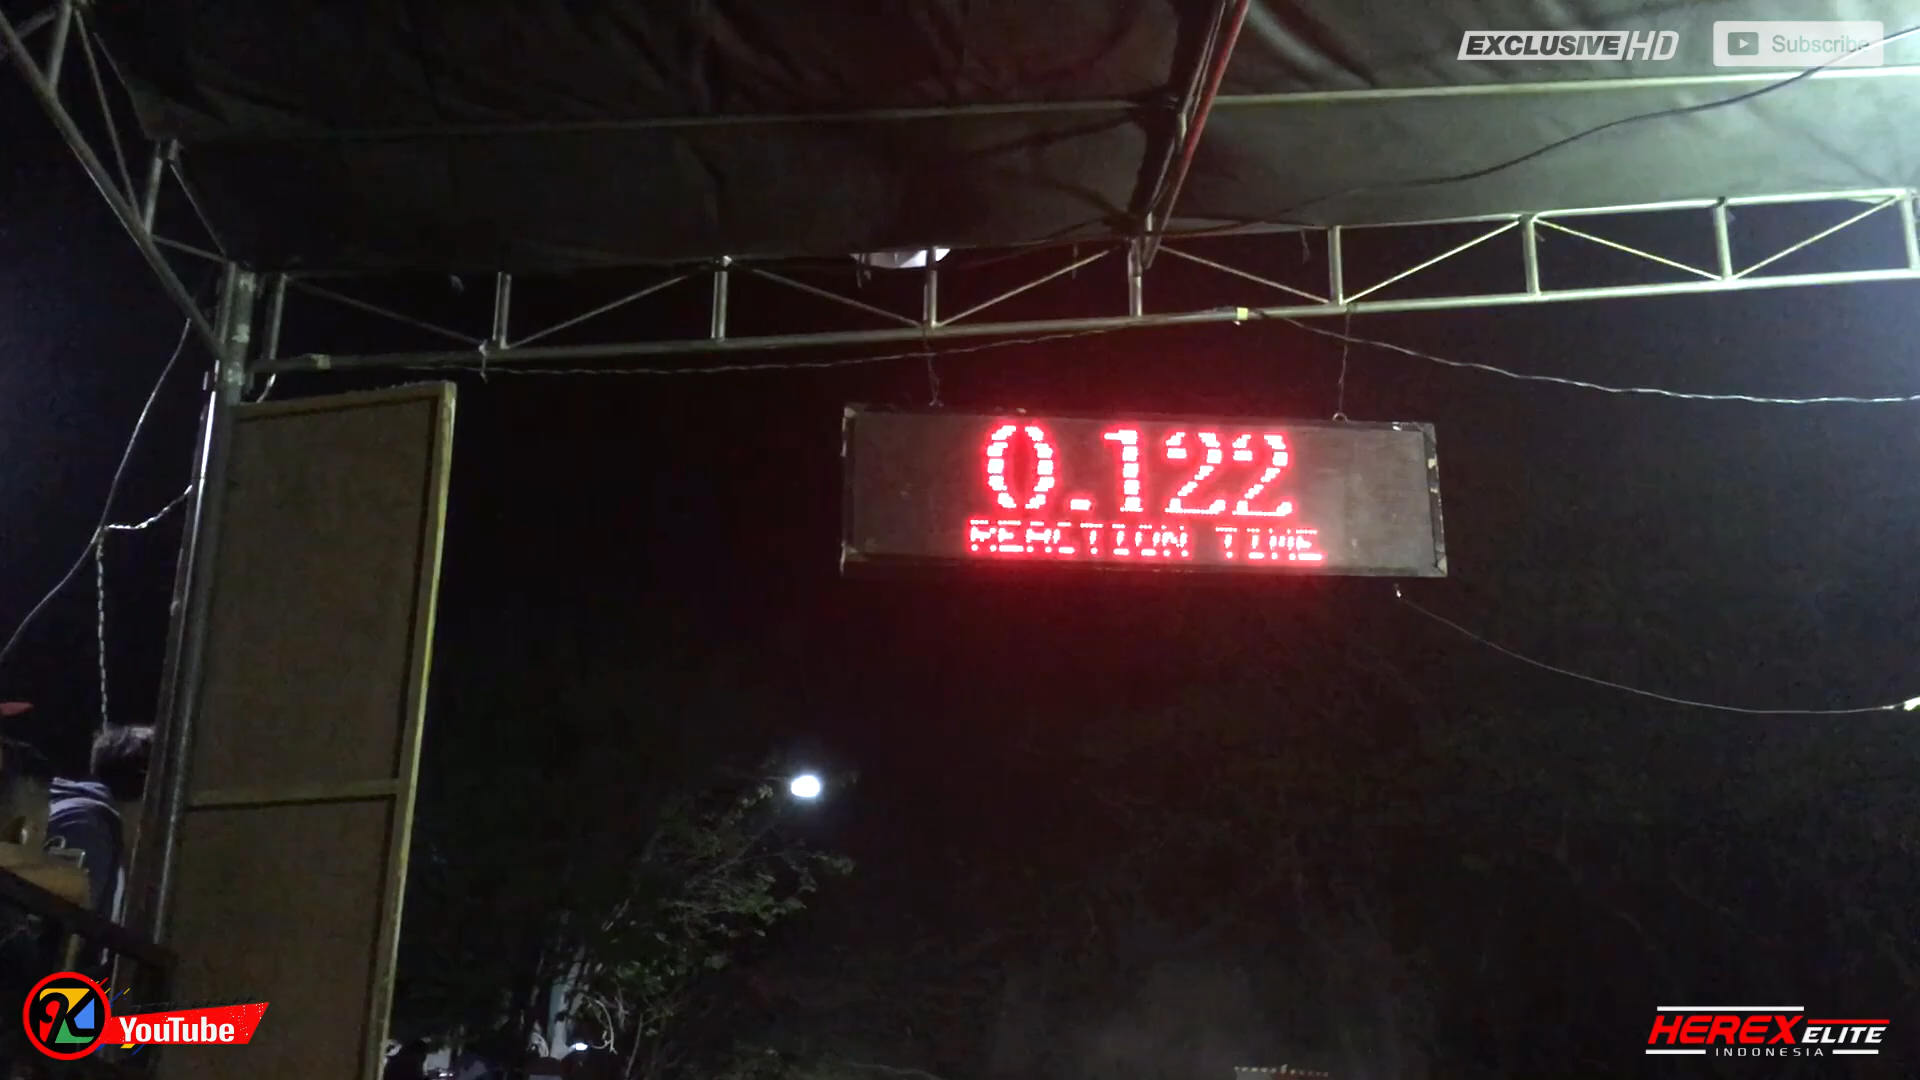 EXCLUSIVE HD
Subscribe
0.122
REACTION TIME
YouTube
HEREX ELITE
INDONESIA